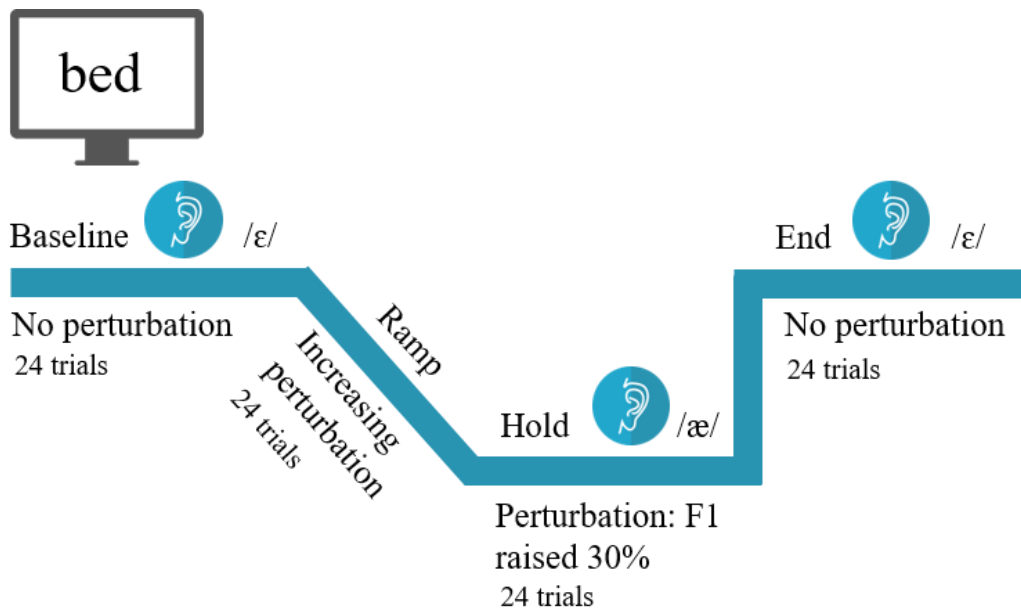 bed
Baseline /ɛ/
No perturbation
24 trials
Ramp
Increasing
perturbation
24 trials
Hold /æ/
Perturbation: F1
raised 30%
24 trials
End /ɛ/
No perturbation
24 trials